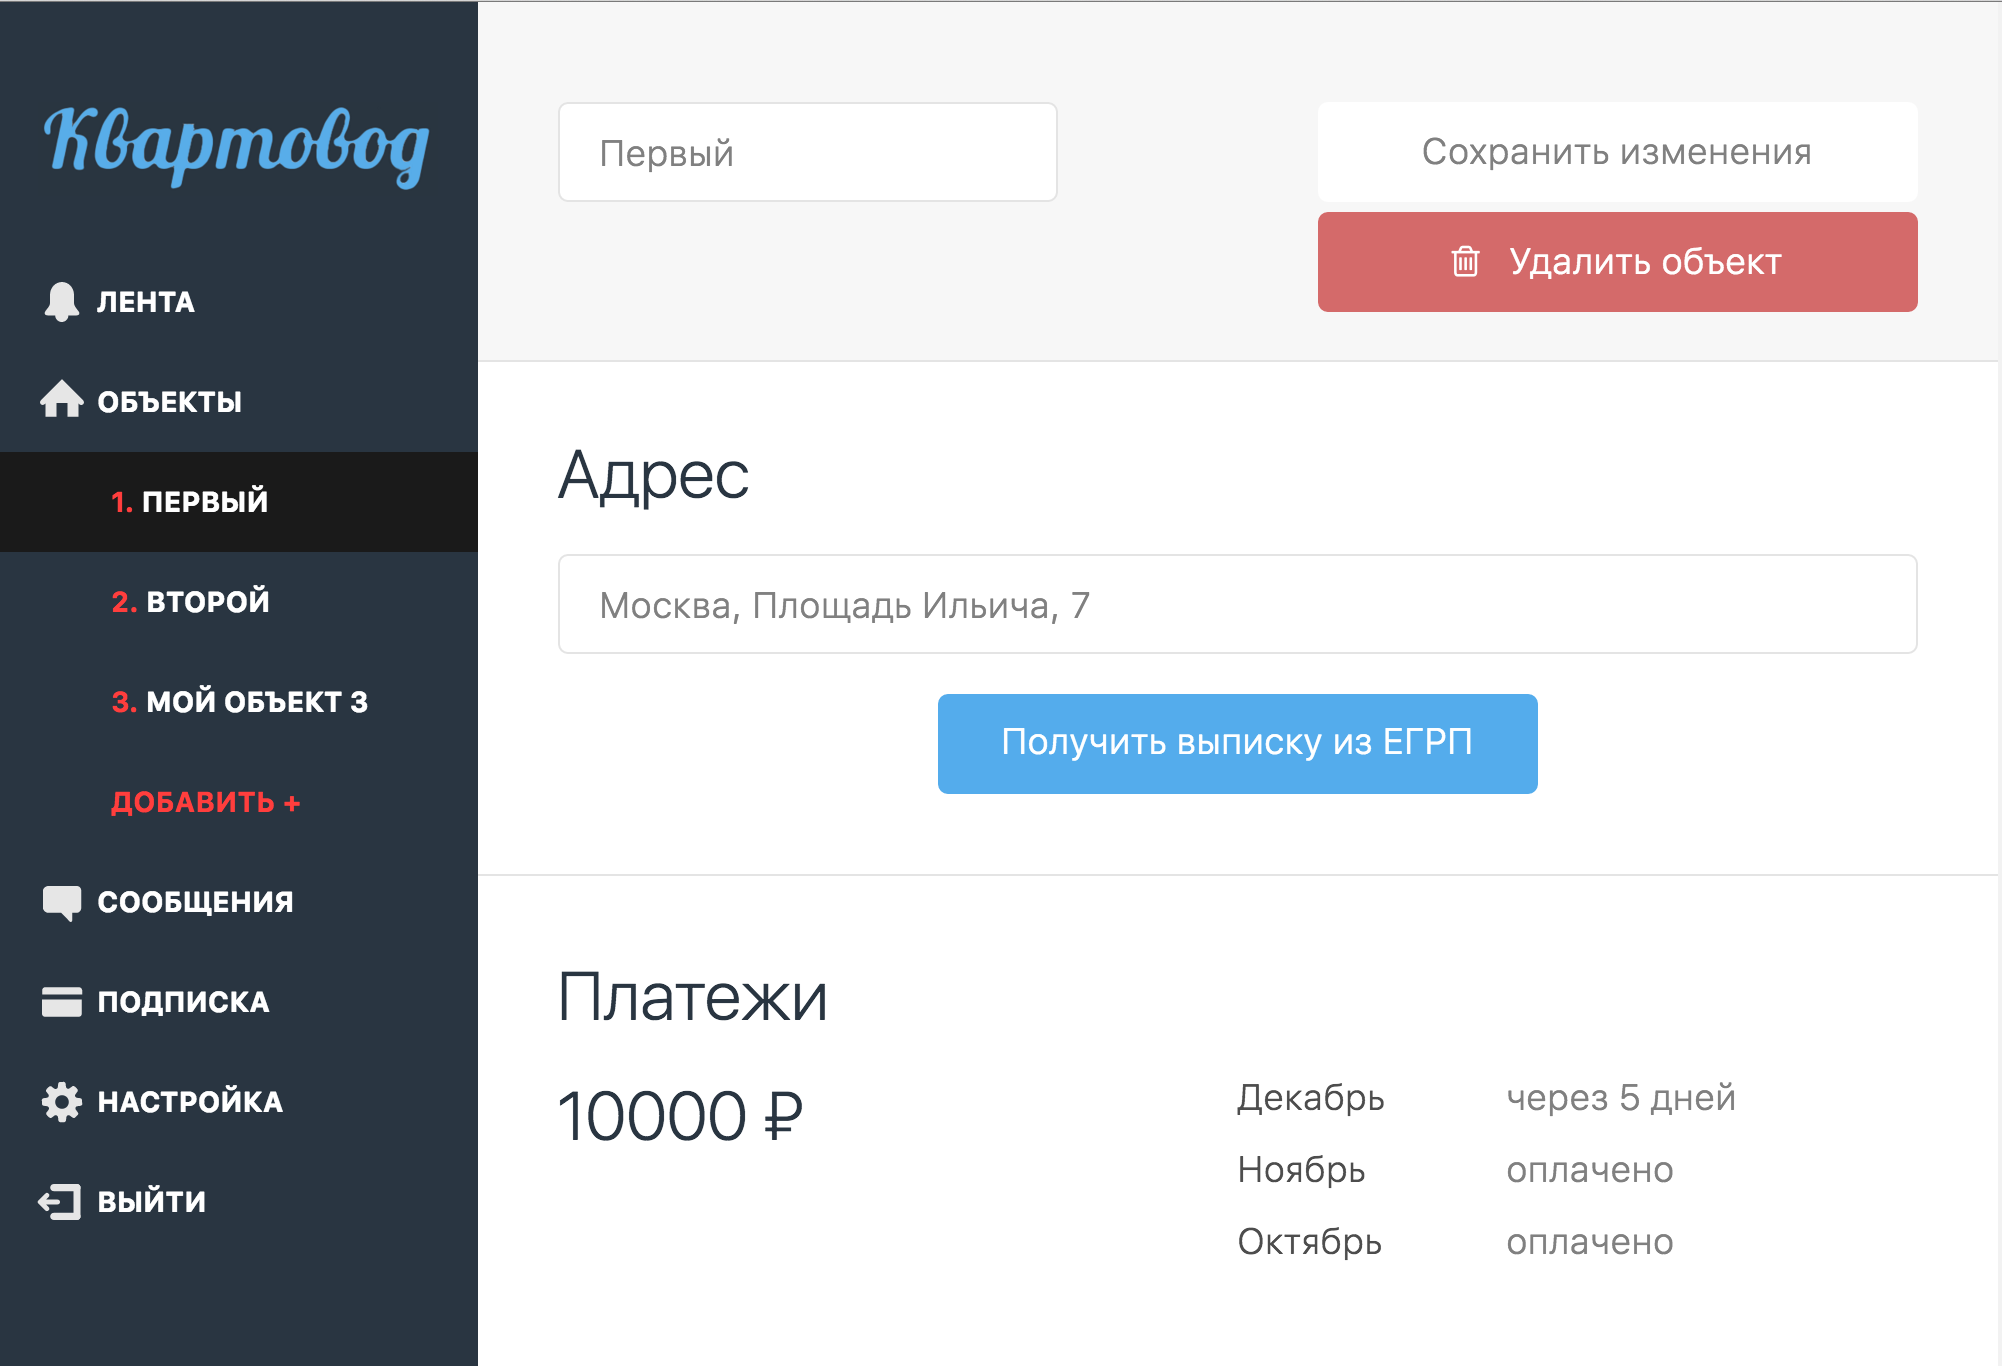 Квартовод
ЛЕНТА
ОБЪЕКТЫ
1. ПЕРВЫЙ
2. ВТОРОЙ
3. МОЙ ОБЪЕКТ 3
ДОБАВИТЬ +
СООБЩЕНИЯ
ПОДПИСКА
НАСТРОЙКА
ВЫЙТИ
Первый
Сохранить изменения
Удалить объект
Адрес
Москва, Площадь Ильича, 7
Получить выписку из ЕГРП
Платежи
10000 ₽
Декабрь через 5 дней
Ноябрь оплачено
Октябрь оплачено